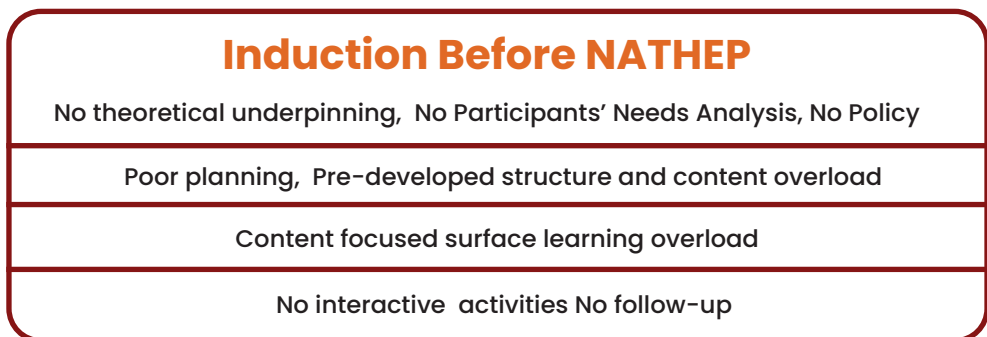 Induction Before NATHEP
No theoretical underpinning, No Participants’ Needs Analysis, No Policy
Poor planning, Pre-developed structure and content overload
Content focused surface learning overload
No interactive activities No follow-up